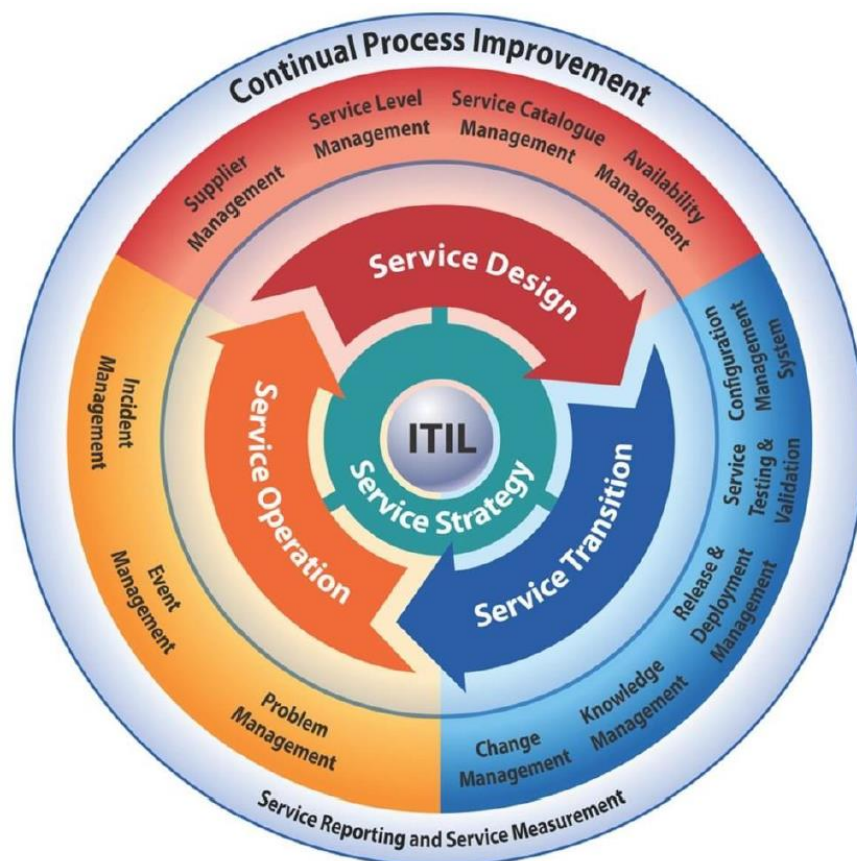 Continual Process Improvement
Supplier
Management
Service Level
Management
Service Catalogue
Management
Availability
Management
Configuration
Management
System
Service
Testing &
Validation
Release &
Deployment
Management
Knowledge
Management
Change
Management
Problem
Management
Event
Management
Incident
Management
Service Design
Service Transition
Service Operation
Service Strategy
ITIL
Service Reporting and Service Measurement